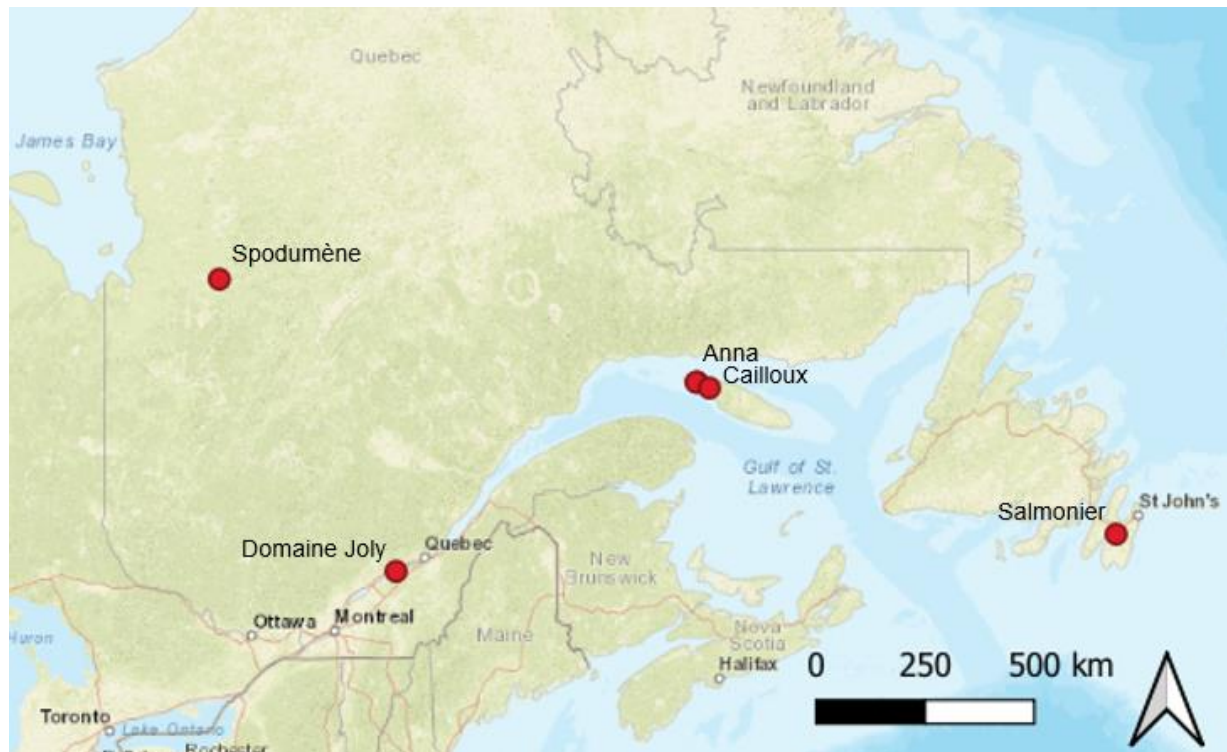 Quebec
Newfoundland
and Labrador
James Bay
Spodumène
Anna
Cailloux
Gulf of St.
Lawrence
St John's
Salmonier
Domaine Joly
Quebec
New
Brunswick
Ottawa
Montreal
Maine
Nova
Scotia
Halifax
0 250 500 km
Toronto
Lake Ontario
Rochester